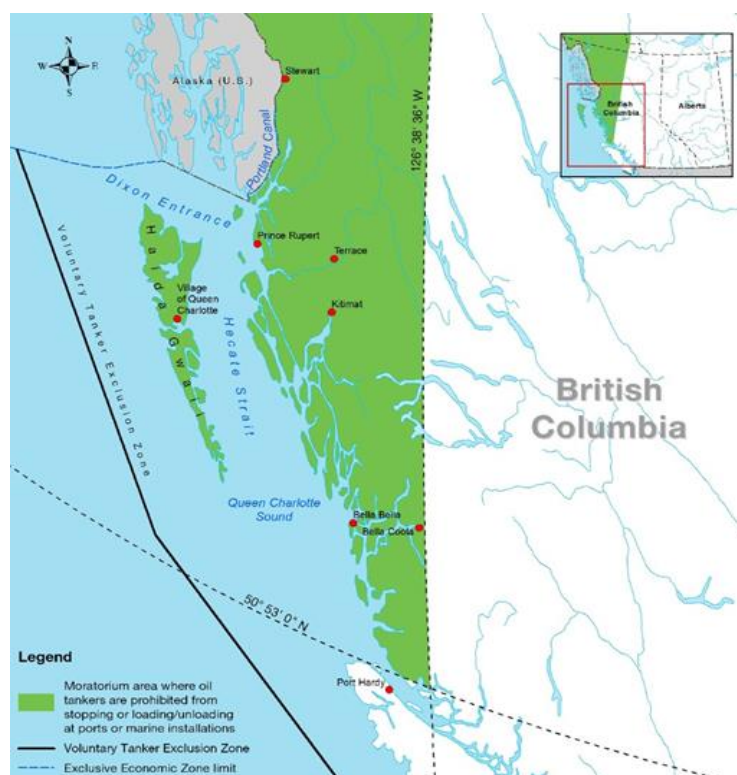 N
W
E
S
Alaska (U.S.)
Stewart
Portland Canal
126° 38' 36" W
British
Columbia
Alberta
Dixon Entrance
Prince Rupert
Terrace
Haida Gwaii
Village
of Queen
Charlotte
Kitimat
Hecate Strait
Voluntary Tanker Exclusion Zone
British
Columbia
Queen Charlotte
Sound
Bella Bella
Bella Coola
50° 53' 0" N
Port Hardy
Legend
Moratorium area where oil
tankers are prohibited from
stopping or loading/unloading
at ports or marine installations
Voluntary Tanker Exclusion Zone
Exclusive Economic Zone limit